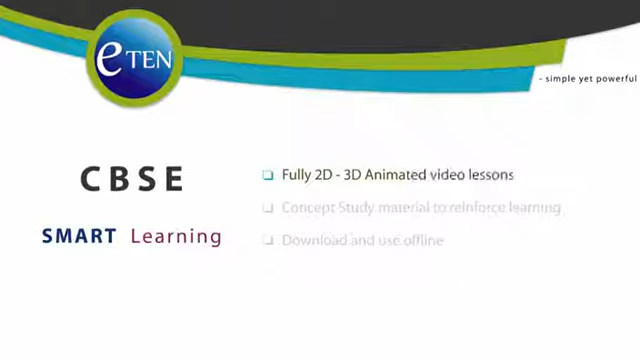 eTEN
- simple yet powerful
CBSE
SMART Learning
Fully 2D - 3D Animated video lessons
Concept Study material to reinforce learning
Download and use offline